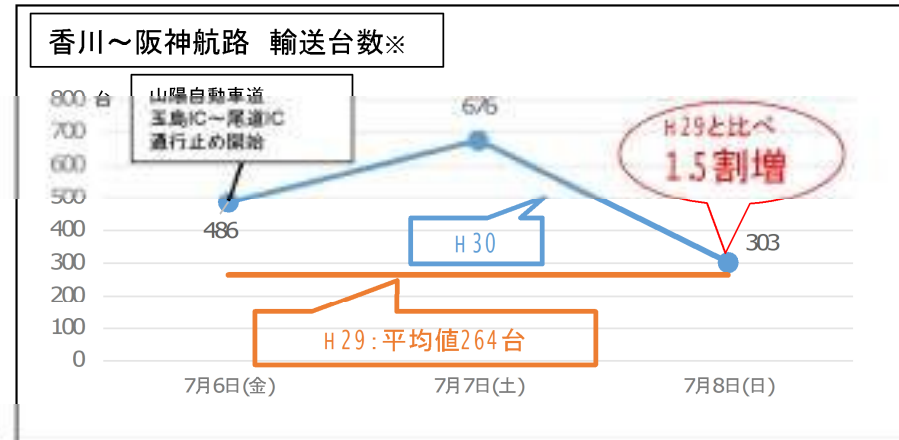 香川～阪神航路 輸送台数※
800 台
700
600
500
400
300
200
100
0
山陽自動車道
玉島IC～尾道IC
通行止め開始
486
676
303
H29と比べ
1.5割増
H30
H29:平均値264台
7月6日(金)
7月7日(土)
7月8日(日)